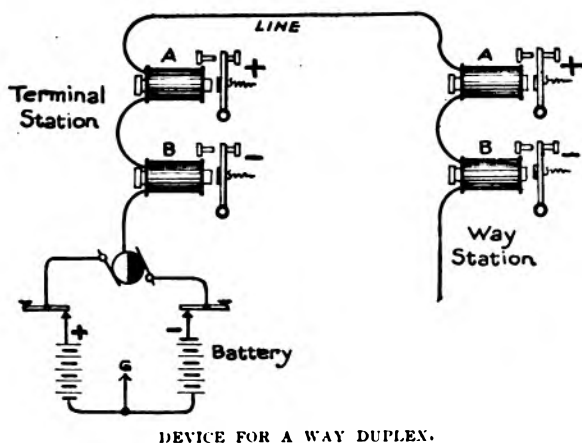 LINE
A
+
Terminal
Station
B
-
A
+
B
-
Way
Station
+
-
G
Battery
DEVICE FOR A WAY DUPLEX.